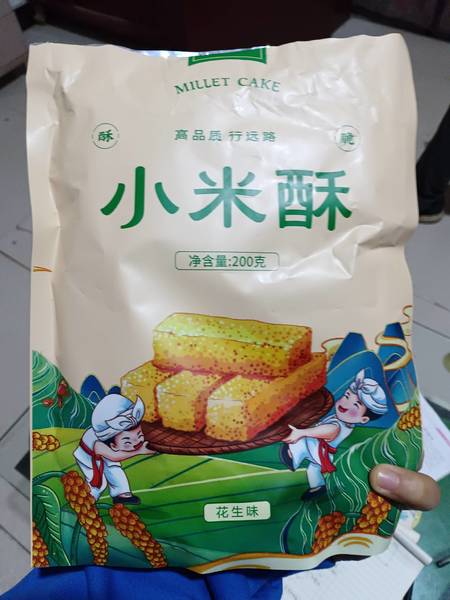 MILLET CAKE
酥
高品质 行远路
脆
小米酥
净含量:200克
花生味